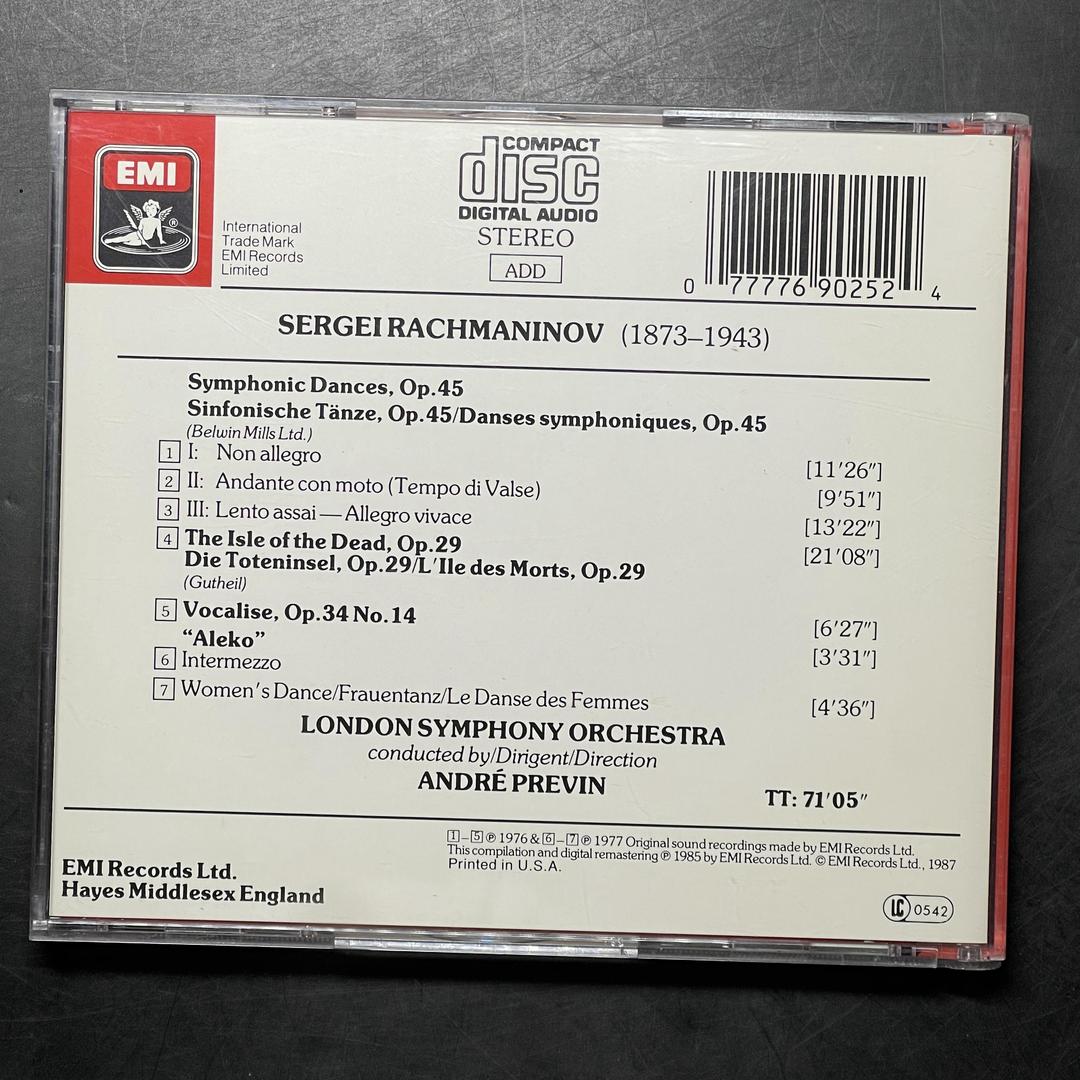 EMI
®
International
Trade Mark
EMI Records
Limited
COMPACT
disc
DIGITAL AUDIO
STEREO
ADD
0 77776 90252 4
SERGEI RACHMANINOV (1873–1943)
Symphonic Dances, Op.45
Sinfonische Tänze, Op.45/Danses symphoniques, Op.45
(Belwin Mills Ltd.)
1 I: Non allegro [11′26″]
2 II: Andante con moto (Tempo di Valse) [9′51″]
3 III: Lento assai — Allegro vivace [13′22″]
4 The Isle of the Dead, Op.29 [21′08″]
Die Toteninsel, Op.29/L'Ile des Morts, Op.29
(Gutheil)
5 Vocalise, Op.34 No.14 [6′27″]
“Aleko”
6 Intermezzo [3′31″]
7 Women's Dance/Frauentanz/Le Danse des Femmes [4′36″]
LONDON SYMPHONY ORCHESTRA
conducted by/Dirigent/Direction
ANDRÉ PREVIN
TT: 71′05″
1–5 ℗ 1976 & 6–7 ℗ 1977 Original sound recordings made by EMI Records Ltd.
This compilation and digital remastering ℗ 1985 by EMI Records Ltd. © EMI Records Ltd., 1987
Printed in U.S.A.
EMI Records Ltd.
Hayes Middlesex England
LC 0542